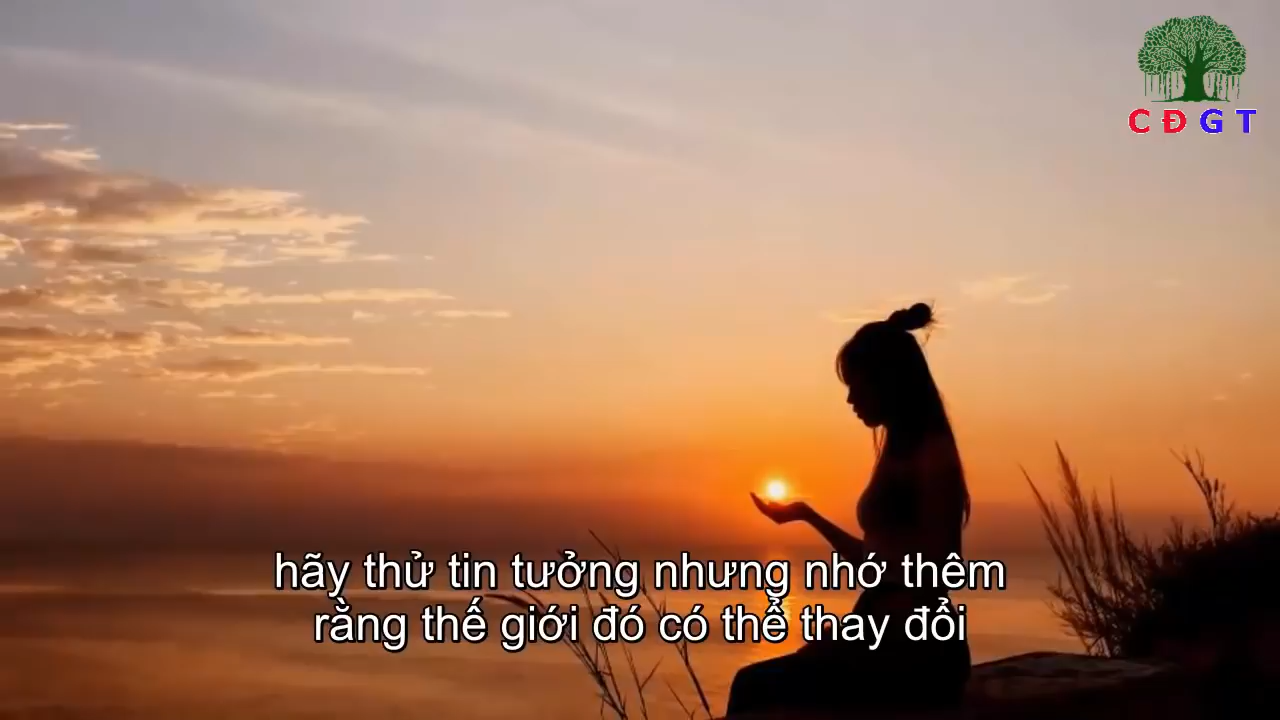 C Đ G T
hãy thử tin tưởng nhưng nhớ thêm
rằng thế giới đó có thể thay đổi